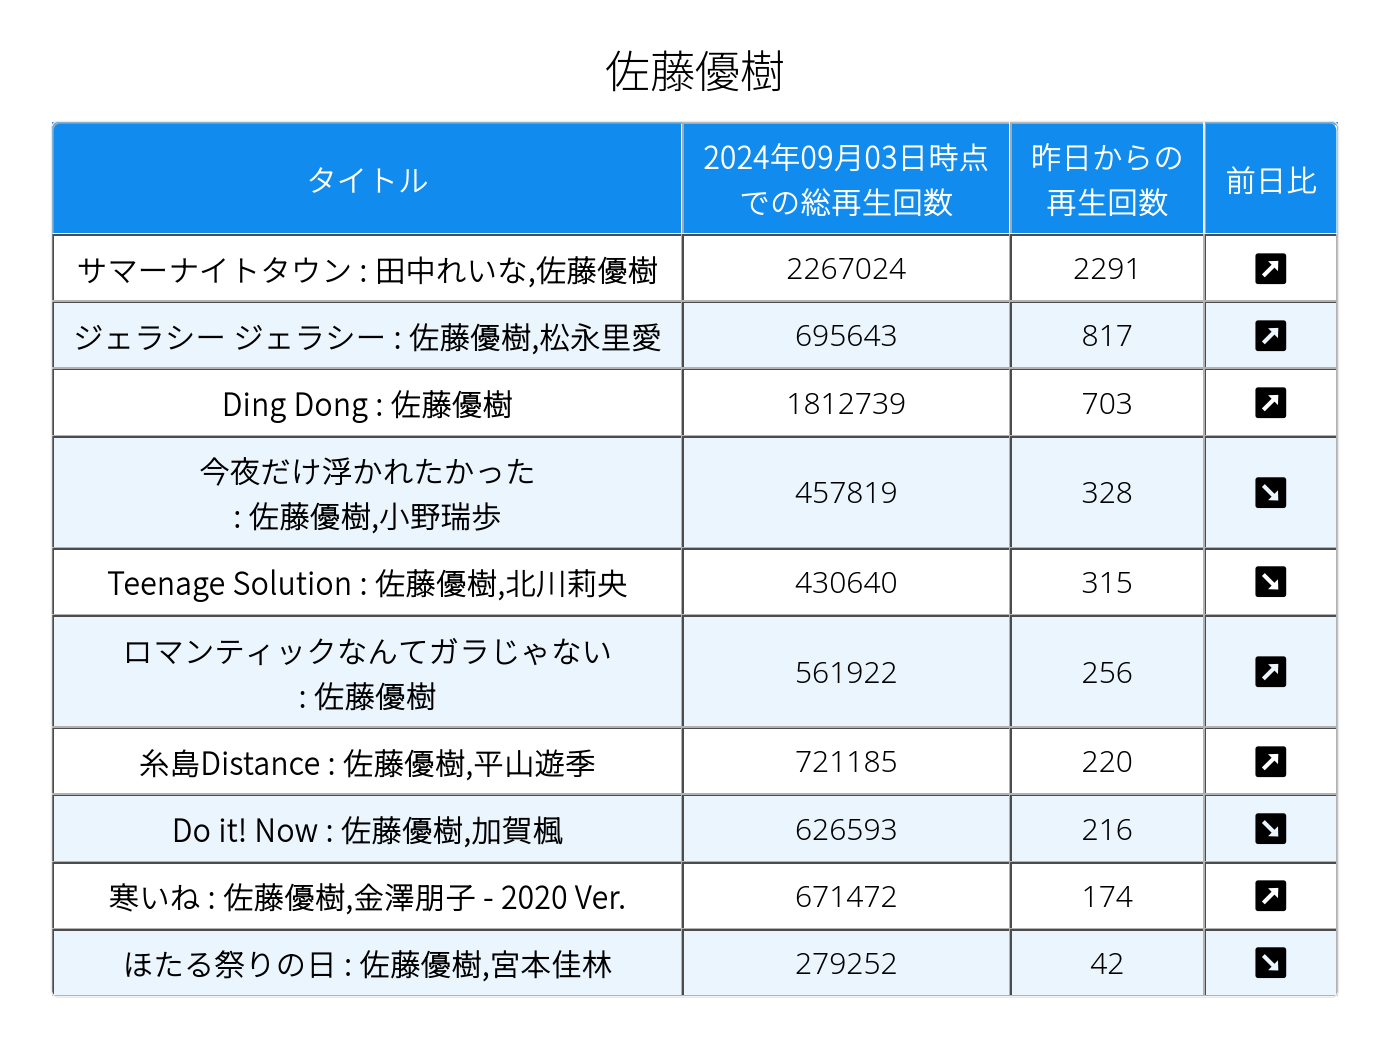 佐藤優樹
タイトル
2024年09月03日時点
での総再生回数
昨日からの
再生回数
前日比
サマーナイトタウン : 田中れいな,佐藤優樹 2267024 2291 ↗
ジェラシー ジェラシー : 佐藤優樹,松永里愛 695643 817 ↗
Ding Dong : 佐藤優樹 1812739 703 ↗
今夜だけ浮かれたかった
: 佐藤優樹,小野瑞歩 457819 328 ↘
Teenage Solution : 佐藤優樹,北川莉央 430640 315 ↘
ロマンティックなんてガラじゃない
: 佐藤優樹 561922 256 ↗
糸島Distance : 佐藤優樹,平山遊季 721185 220 ↗
Do it! Now : 佐藤優樹,加賀楓 626593 216 ↘
寒いね : 佐藤優樹,金澤朋子 - 2020 Ver. 671472 174 ↗
ほたる祭りの日 : 佐藤優樹,宮本佳林 279252 42 ↘